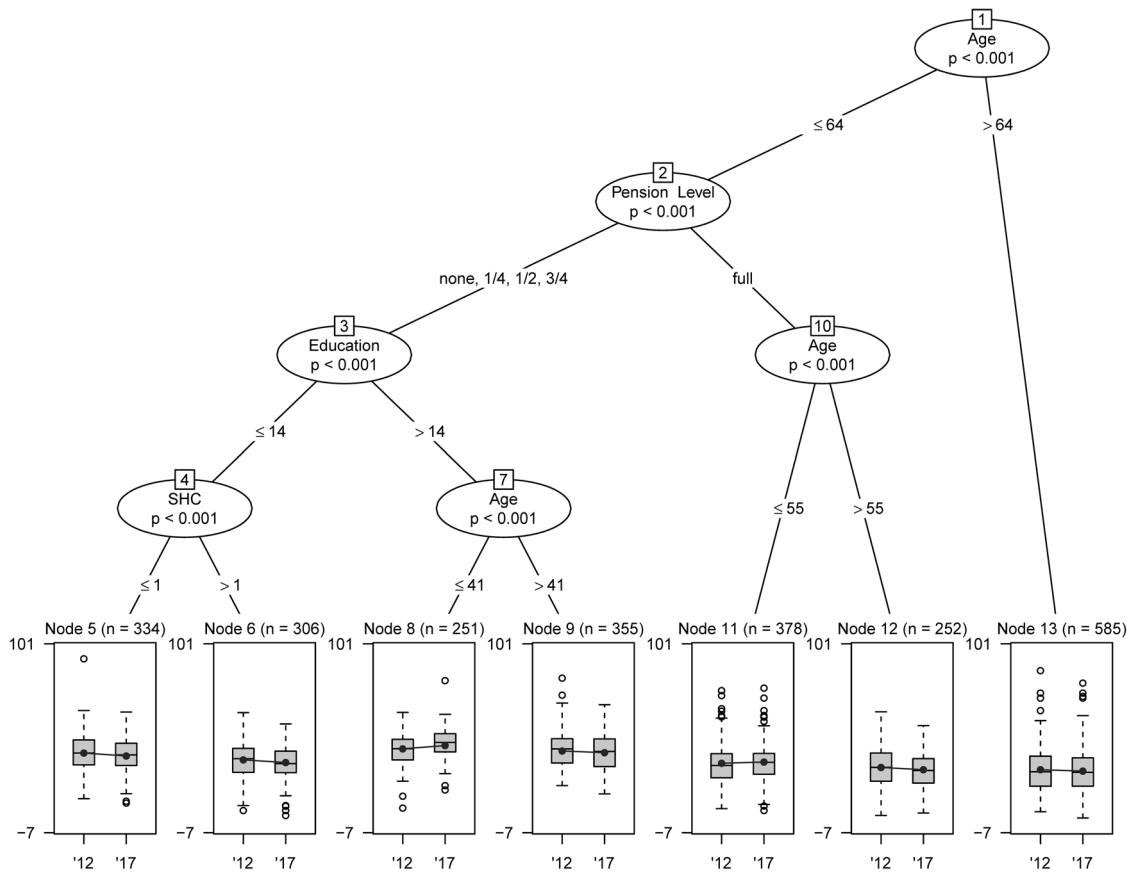 1
Age
p < 0.001
≤ 64
> 64
2
Pension Level
p < 0.001
none, 1/4, 1/2, 3/4
full
3
Education
p < 0.001
10
Age
p < 0.001
≤ 14
> 14
4
SHC
p < 0.001
7
Age
p < 0.001
≤ 55
> 55
≤ 1
> 1
≤ 41
> 41
Node 5 (n = 334)
101
−7
'12 '17
Node 6 (n = 306)
101
−7
'12 '17
Node 8 (n = 251)
101
−7
'12 '17
Node 9 (n = 355)
101
−7
'12 '17
Node 11 (n = 378)
101
−7
'12 '17
Node 12 (n = 252)
101
−7
'12 '17
Node 13 (n = 585)
101
−7
'12 '17